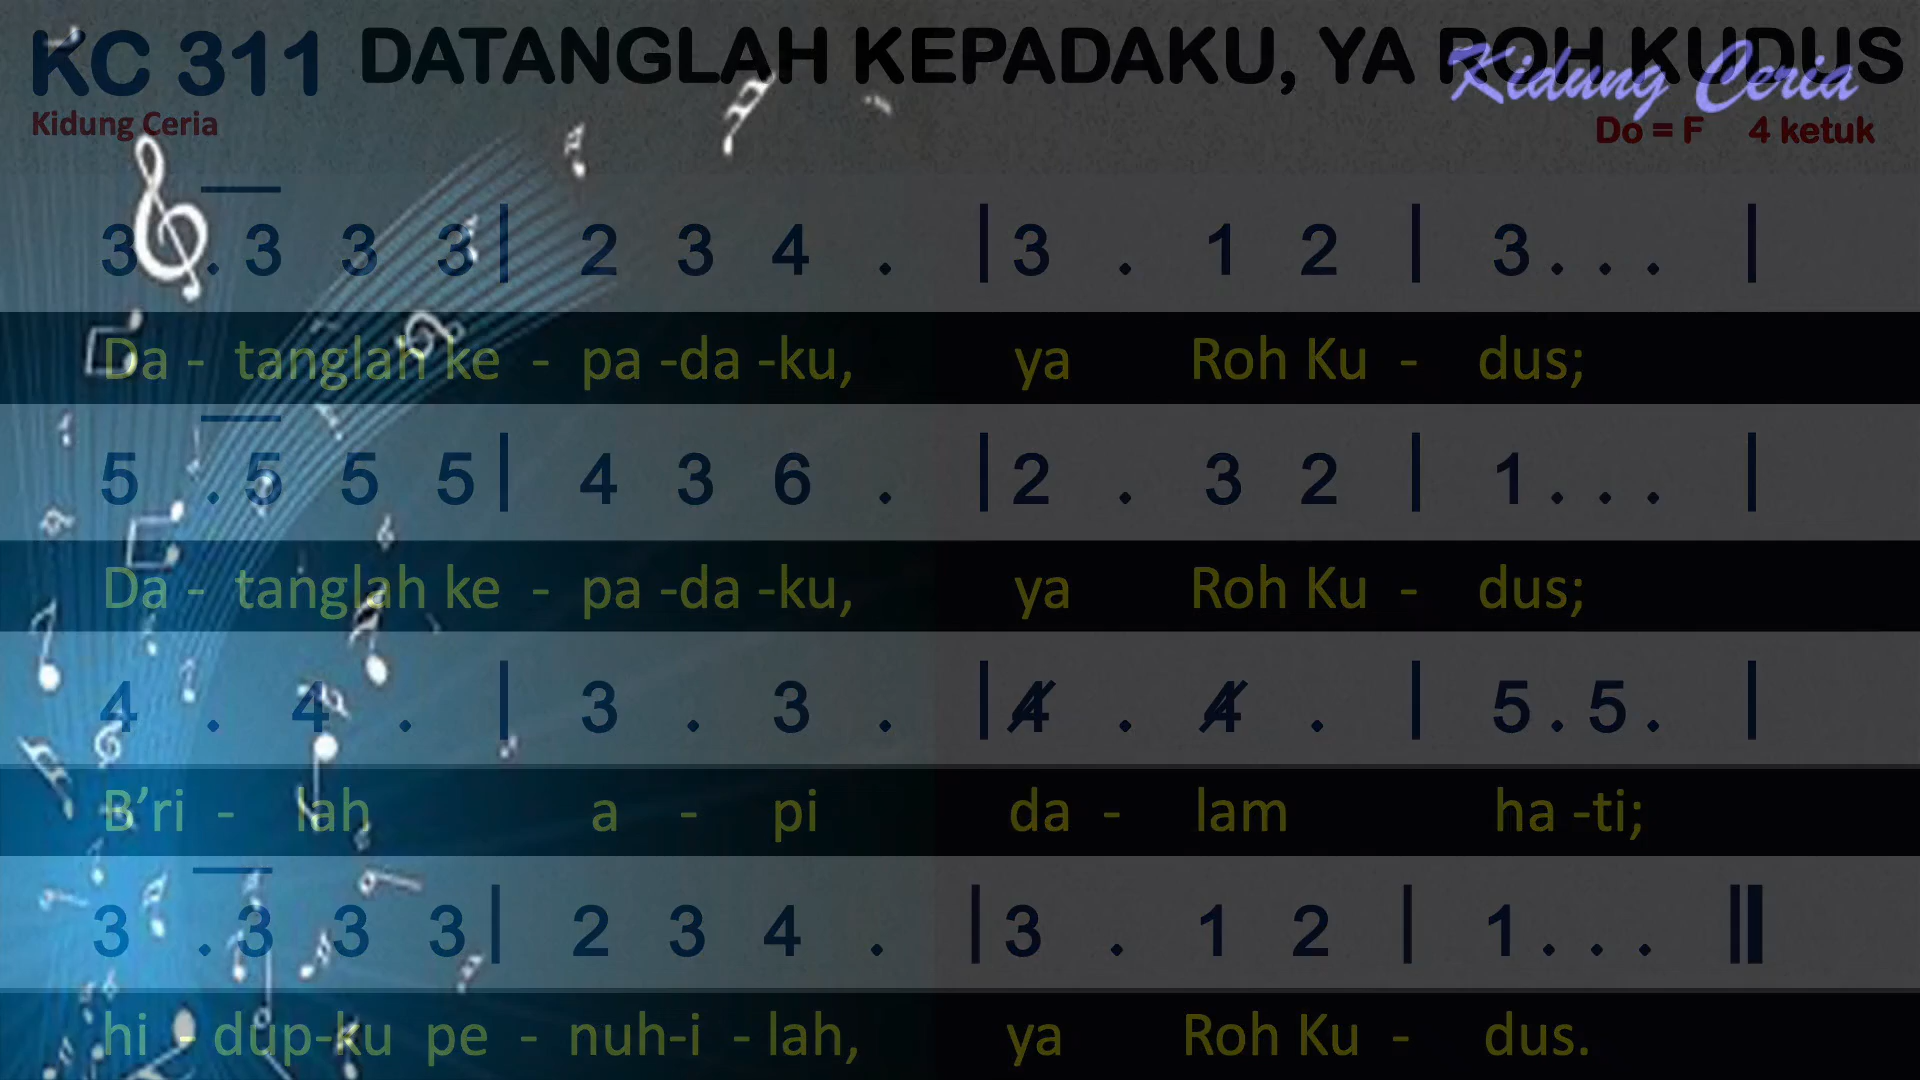 KC 311 DATANGLAH KEPADAKU, YA ROH KUDUS
Kidung Ceria
Kidung Ceria
Do = F 4 ketuk
3 . 3 3 3 | 2 3 4 . | 3 . 1 2 | 3 . . . |
Da - tanglah ke - pa -da -ku, ya Roh Ku - dus;
5 . 5 5 5 | 4 3 6 . | 2 . 3 2 | 1 . . . |
Da - tanglah ke - pa -da -ku, ya Roh Ku - dus;
4 . 4 . | 3 . 3 . | 4̸ . 4̸ . | 5 . 5 . |
B’ri - lah a - pi da - lam ha -ti;
3 . 3 3 3 | 2 3 4 . | 3 . 1 2 | 1 . . . ||
hi - dup-ku pe - nuh-i - lah, ya Roh Ku - dus.